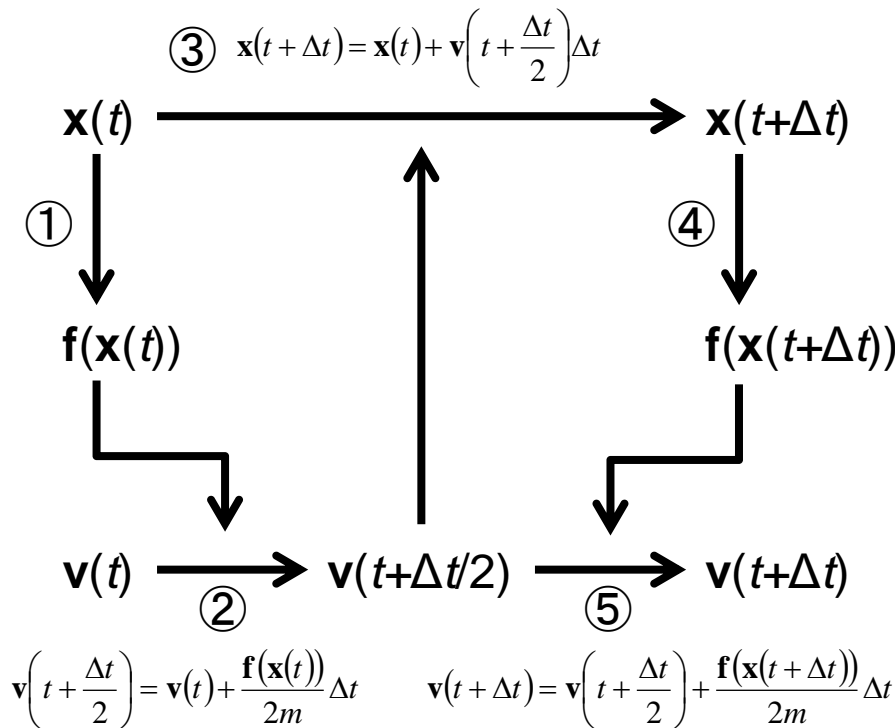 ③ x(t + Δt) = x(t) + v(t + Δt/2)Δt
x(t) x(t+Δt)
① ④
f(x(t)) f(x(t+Δt))
v(t) v(t+Δt/2) v(t+Δt)
② ⑤
v(t + Δt/2) = v(t) + f(x(t))/2m Δt v(t + Δt) = v(t + Δt/2) + f(x(t + Δt))/2m Δt